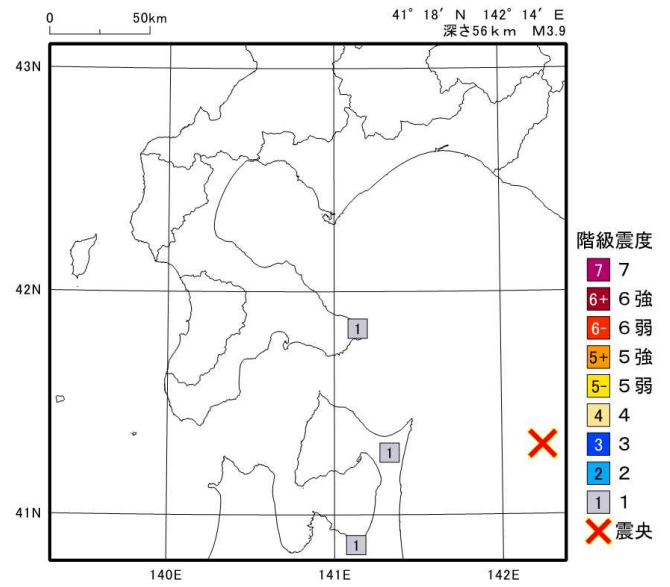 0 50km
41° 18′ N 142° 14′ E
深さ56ｋｍ M3.9
43N
42N
1
1
41N
1
140E 141E 142E
階級震度
7 7
6+ 6強
6- 6弱
5+ 5強
5- 5弱
4 4
3 3
2 2
1 1
震央